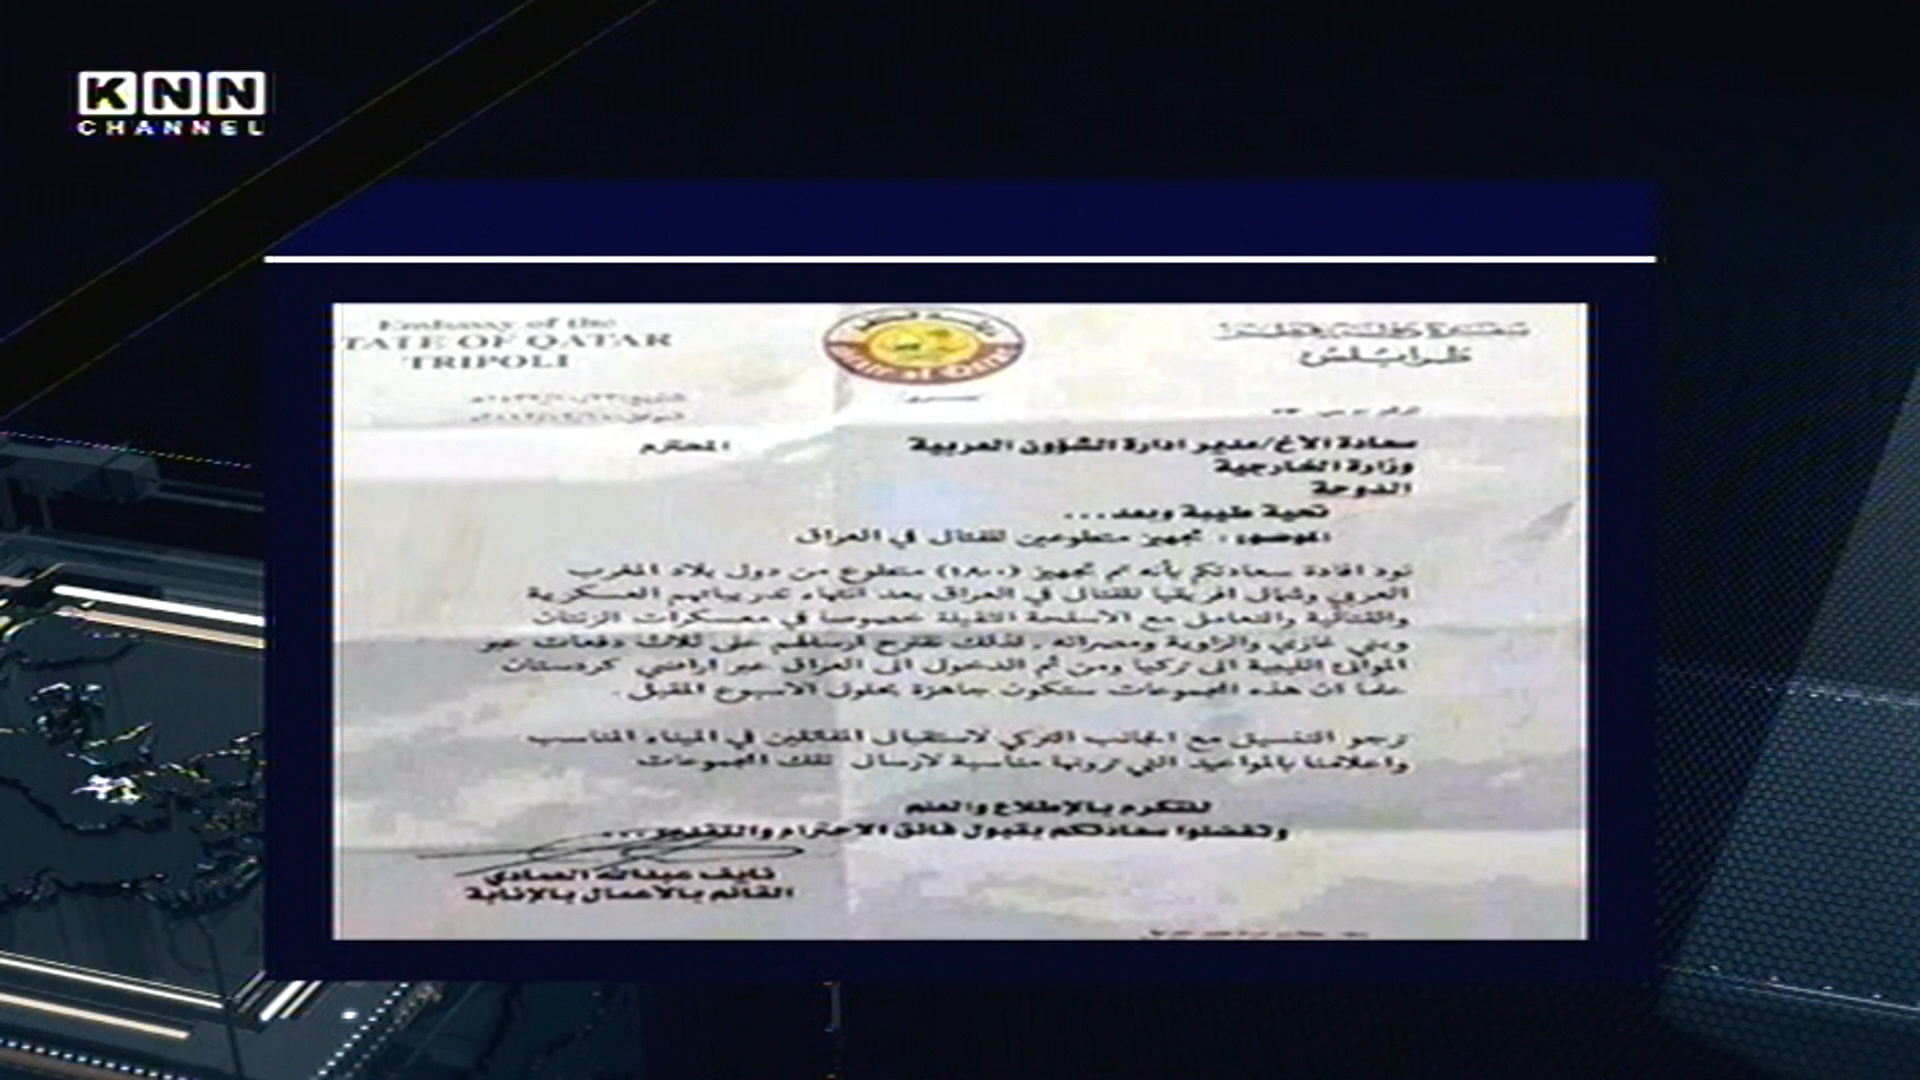 KNN
CHANNEL
Embassy of the
TATE OF QATAR
TRIPOLI
سفارة دولة قطر
طرابلس
سعادة الاخ/مدير ادارة الشؤون العربية المحترم
وزارة الخارجية
الدوحة
تحية طيبة وبعد...
الموضوع : تجهيز متطوعين للقتال في العراق
نود افادة سعادتكم بأنه تم تجهيز (١٨٠٠) متطوع من دول بلاد المغرب
العربي وشمال افريقيا للقتال في العراق بعد انتهاء تدريباتهم العسكرية
والقتالية والتعامل مع الاسلحة الثقيلة خصوصا في معسكرات الزنتان
وبني غازي والزاوية ومصراته , لذلك نقترح ارسالهم على ثلاث دفعات عبر
الموانئ الليبية الى تركيا ومن ثم الدخول الى العراق عبر اراضي كردستان
علما ان هذه المجموعات ستكون جاهزة بحلول الاسبوع المقبل .
نرجو التنسيق مع الجانب التركي لاستقبال المقاتلين في الميناء المناسب
واعلامنا بالمواعيد التي ترونها مناسبة لارسال تلك المجموعات
للتكرم بالإطلاع والعلم
وتفضلوا سعادتكم بقبول فائق الاحترام والتقدير...
نايف عبدالله العمادي
القائم بالأعمال بالإنابة